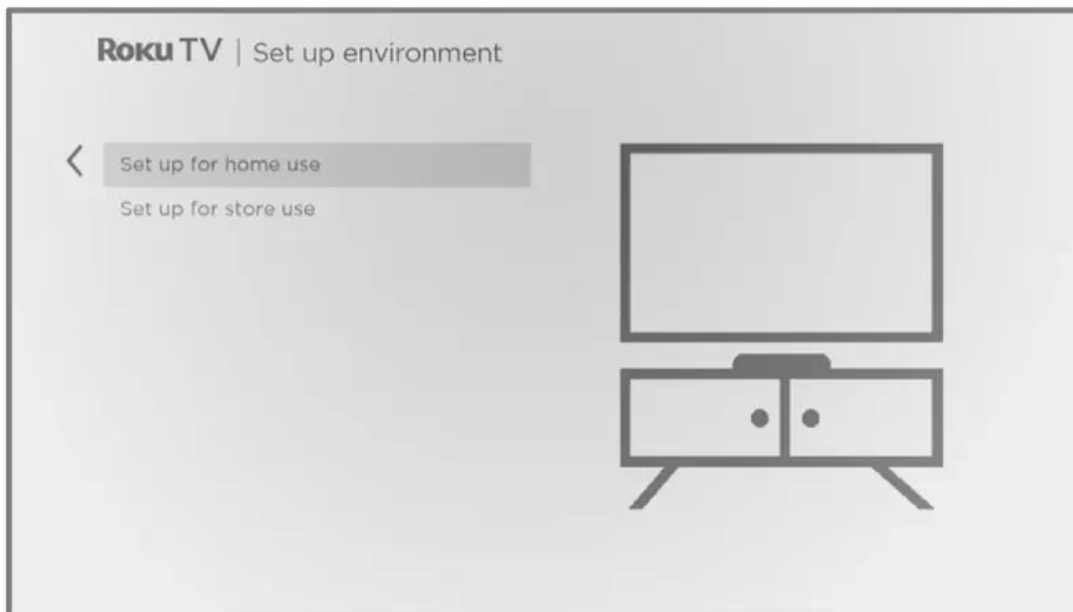 Roku TV | Set up environment
Set up for home use
Set up for store use